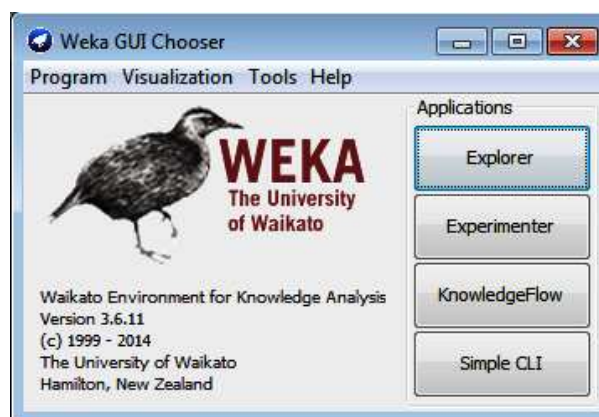 Weka GUI Chooser
Program Visualization Tools Help
WEKA
The University
of Waikato
Waikato Environment for Knowledge Analysis
Version 3.6.11
(c) 1999 - 2014
The University of Waikato
Hamilton, New Zealand
Applications
Explorer
Experimenter
KnowledgeFlow
Simple CLI